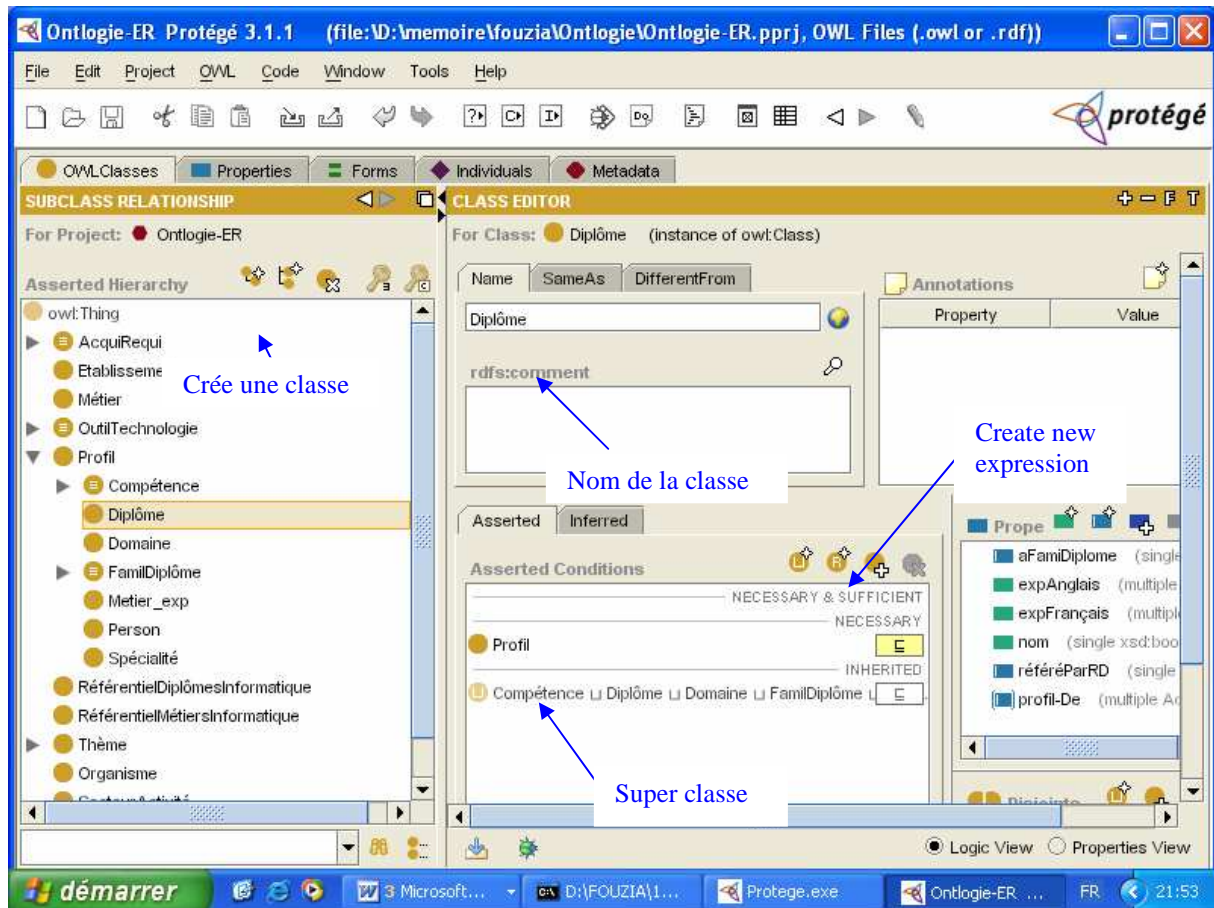 Ontlogie-ER Protégé 3.1.1 (file:\D:\memoire\fouzia\Ontlogie\Ontlogie-ER.pprj, OWL Files (.owl or .rdf))
File Edit Project OWL Code Window Tools Help
protégé
OWLClasses Properties Forms Individuals Metadata
SUBCLASS RELATIONSHIP
For Project: Ontlogie-ER
Asserted Hierarchy
owl:Thing
AcquiRequi
Etablisseme
Métier
OutilTechnologie
Profil
Compétence
Diplôme
Domaine
FamilDiplôme
Metier_exp
Person
Spécialité
RéférentielDiplômesInformatique
RéférentielMétiersInformatique
Thème
Organisme
Crée une classe
CLASS EDITOR
For Class: Diplôme (instance of owl:Class)
Name SameAs DifferentFrom
Diplôme
rdfs:comment
Nom de la classe
Annotations
Property Value
Create new
expression
Asserted Inferred
Asserted Conditions
NECESSARY & SUFFICIENT
NECESSARY
Profil ⊑
INHERITED
Compétence ⊔ Diplôme ⊔ Domaine ⊔ FamilDiplôme ⊔ ⊑
Super classe
Prope
aFamiDiplome (single
expAnglais (multiple
expFrançais (multipl
nom (single xsd:boo
référéParRD (single
profil-De (multiple Ac
Logic View Properties View
démarrer 3 Microsoft... D:\FOUZIA\1... Protege.exe Ontlogie-ER ... FR 21:53